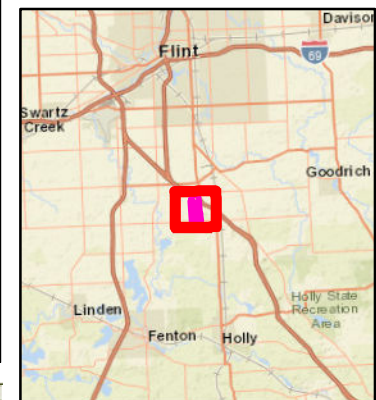 Davison
Flint
69
Swartz
Creek
Goodrich
Holly State
Recreation
Area
Linden
Fenton
Holly